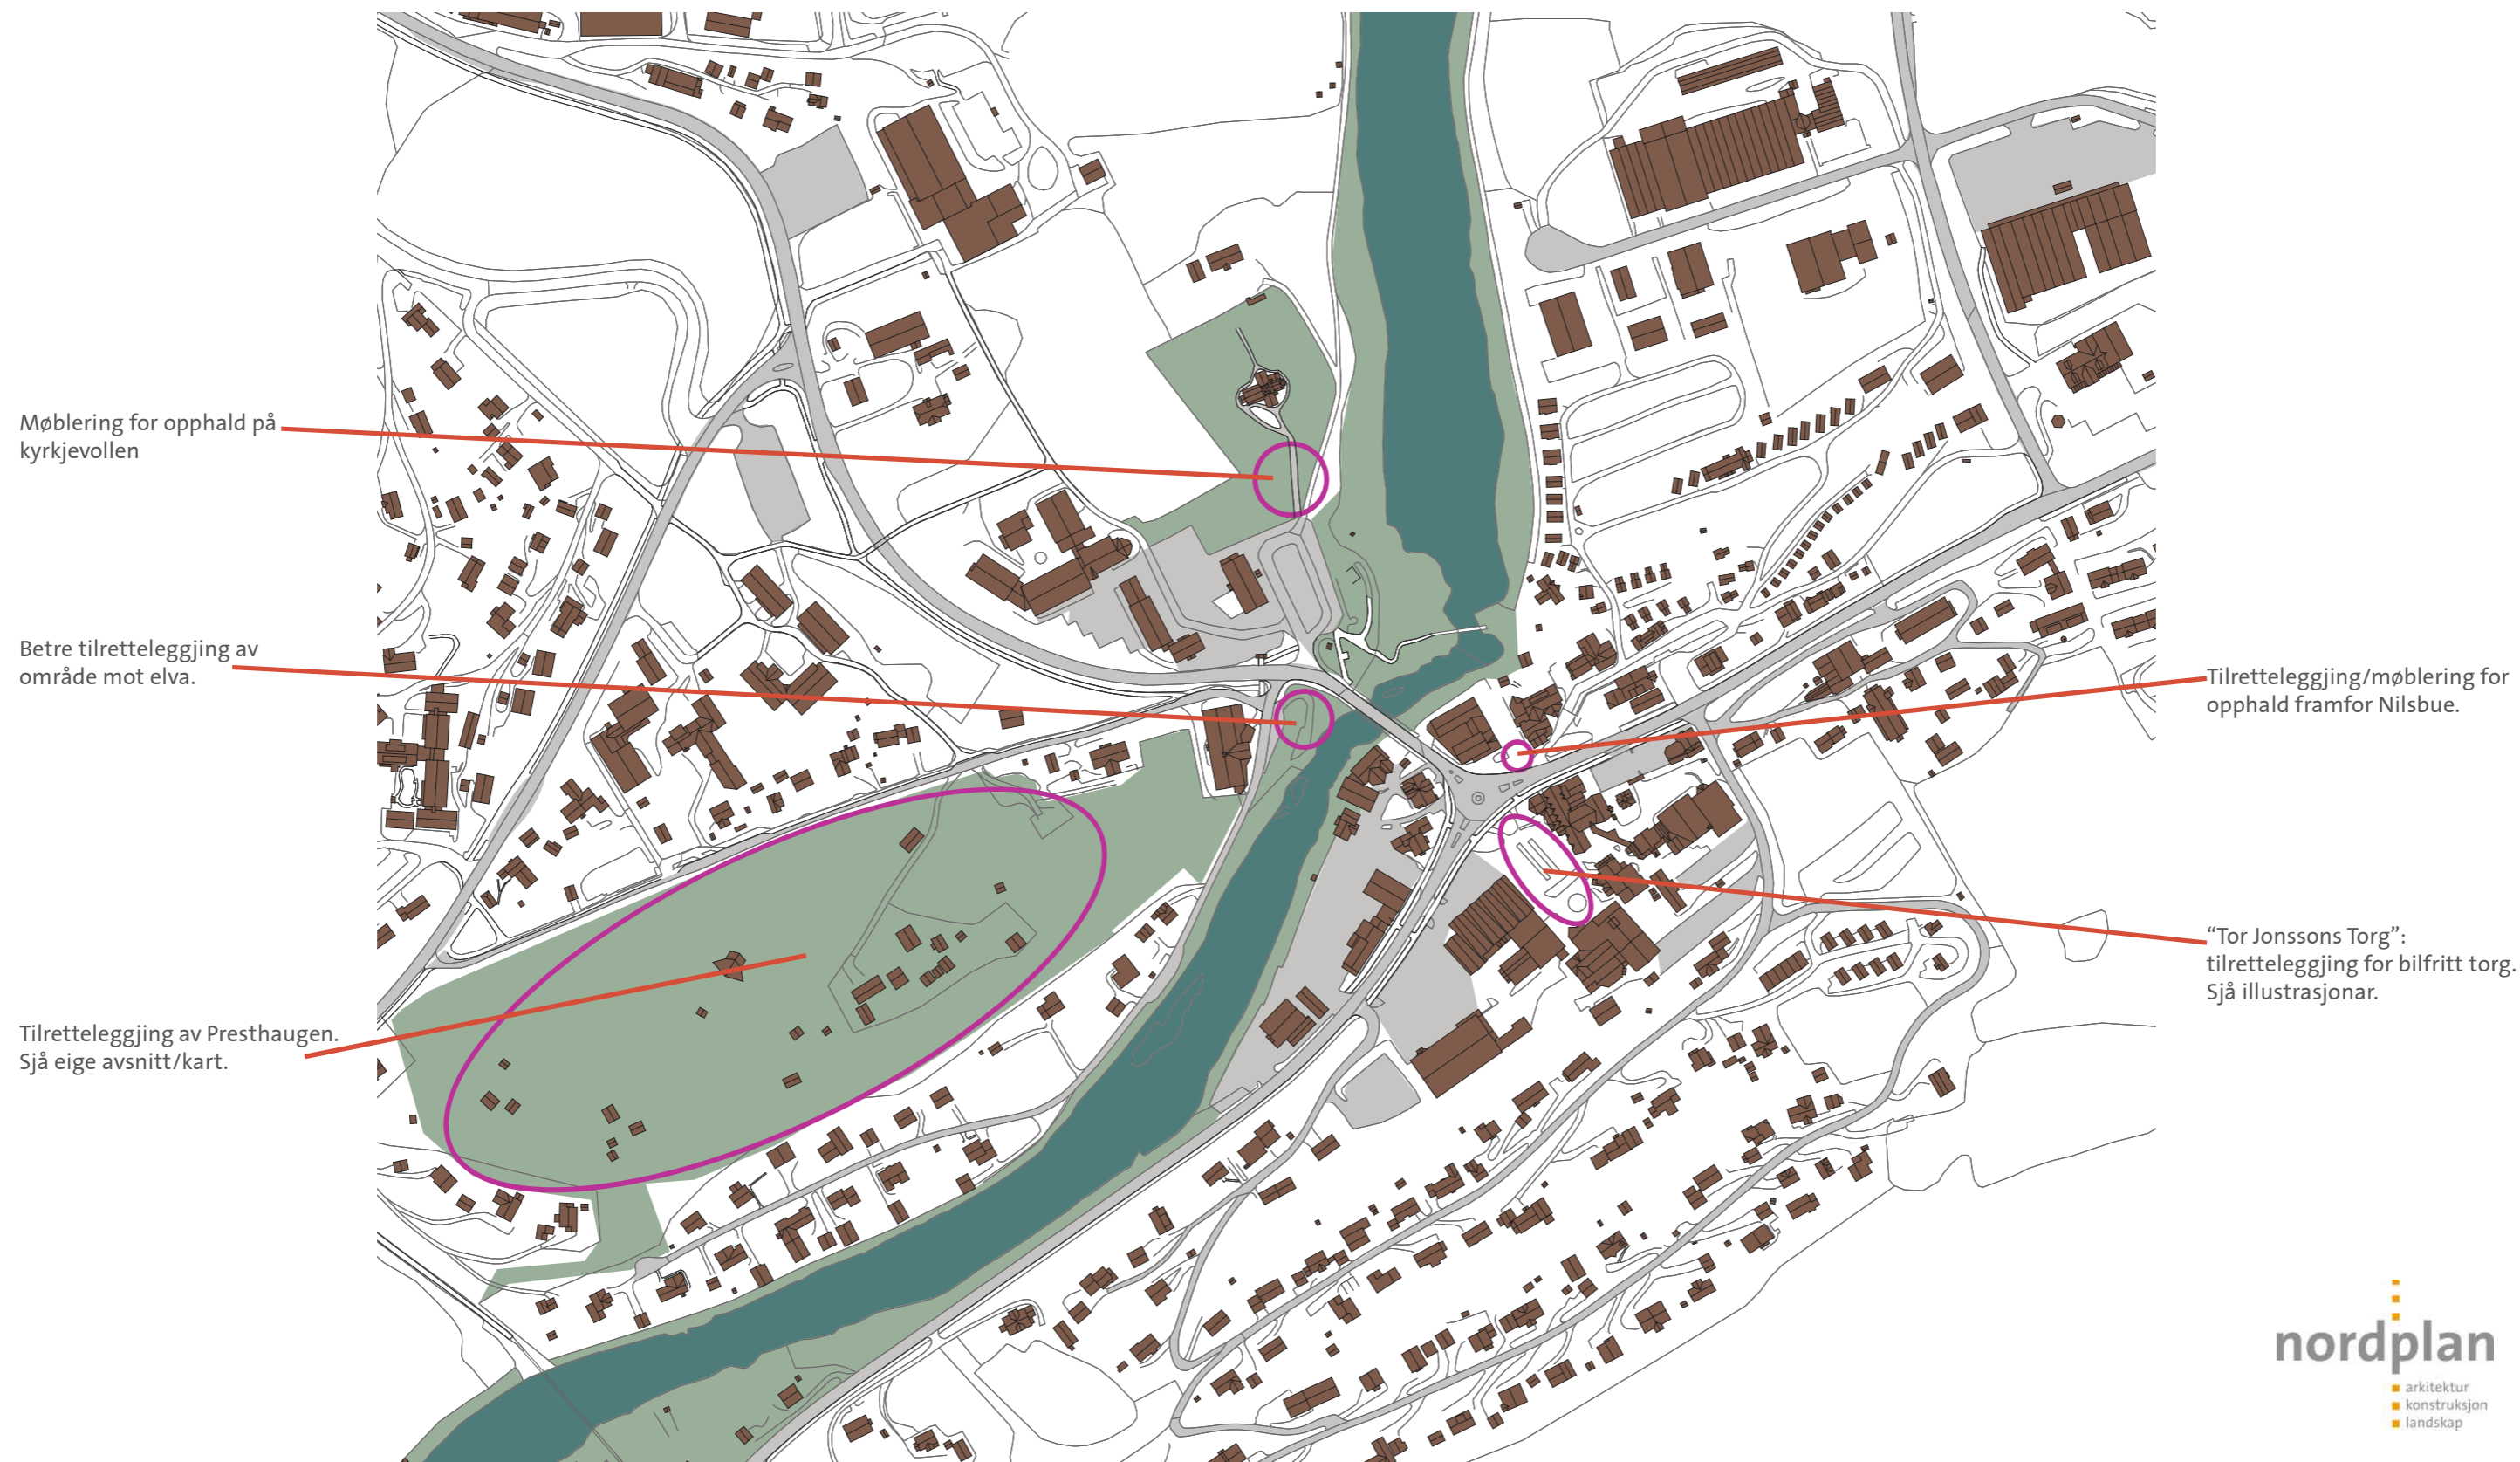 Møblering for opphald på
kyrkjevollen
Betre tilretteleggjing av
område mot elva.
Tilretteleggjing av Presthaugen.
Sjå eige avsnitt/kart.
Tilretteleggjing/møblering for
opphald framfor Nilsbue.
“Tor Jonssons Torg”:
tilretteleggjing for bilfritt torg.
Sjå illustrasjonar.
nordplan
arkitektur
konstruksjon
landskap